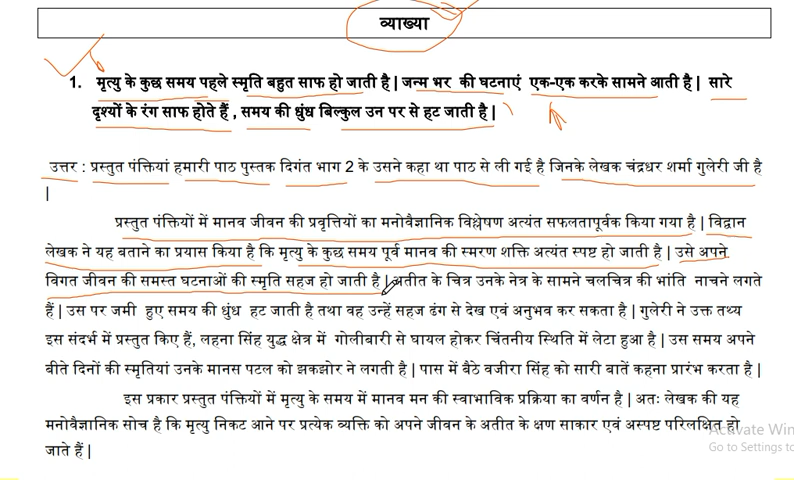 व्याख्या
1. मृत्यु के कुछ समय पहले स्मृति बहुत साफ हो जाती है | जन्म भर की घटनाएं एक-एक करके सामने आती है | सारे
दृश्यों के रंग साफ होते हैं , समय की धुंध बिल्कुल उन पर से हट जाती है |
उत्तर : प्रस्तुत पंक्तियां हमारी पाठ पुस्तक दिगंत भाग 2 के उसने कहा था पाठ से ली गई है जिनके लेखक चंद्रधर शर्मा गुलेरी जी है
|
प्रस्तुत पंक्तियों में मानव जीवन की प्रवृत्तियों का मनोवैज्ञानिक विश्लेषण अत्यंत सफलतापूर्वक किया गया है | विद्वान
लेखक ने यह बताने का प्रयास किया है कि मृत्यु के कुछ समय पूर्व मानव की स्मरण शक्ति अत्यंत स्पष्ट हो जाती है | उसे अपने
विगत जीवन की समस्त घटनाओं की स्मृति सहज हो जाती है | अतीत के चित्र उनके नेत्र के सामने चलचित्र की भांति नाचने लगते
हैं | उस पर जमी हुए समय की धुंध हट जाती है तथा वह उन्हें सहज ढंग से देख एवं अनुभव कर सकता है | गुलेरी ने उक्त तथ्य
इस संदर्भ में प्रस्तुत किए हैं, लहना सिंह युद्ध क्षेत्र में गोलीबारी से घायल होकर चिंतनीय स्थिति में लेटा हुआ है | उस समय अपने
बीते दिनों की स्मृतियां उनके मानस पटल को झकझोर ने लगती है | पास में बैठे वजीरा सिंह को सारी बातें कहना प्रारंभ करता है |
इस प्रकार प्रस्तुत पंक्तियों में मृत्यु के समय में मानव मन की स्वाभाविक प्रक्रिया का वर्णन है | अतः लेखक की यह
मनोवैज्ञानिक सोच है कि मृत्यु निकट आने पर प्रत्येक व्यक्ति को अपने जीवन के अतीत के क्षण साकार एवं अस्पष्ट परिलक्षित हो
जाते हैं |
Activate Win
Go to Settings to